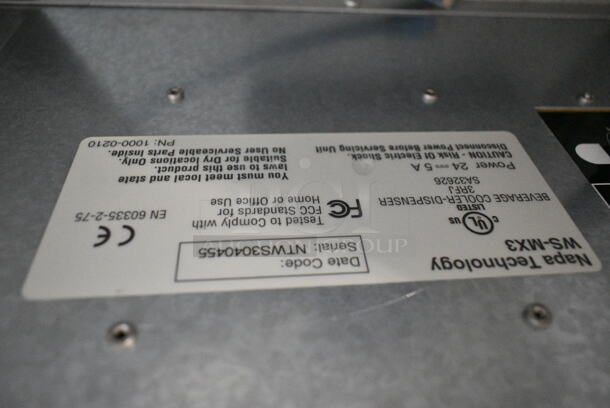 Napa Technology
WS-MX3
C UL US
LISTED
BEVERAGE COOLER-DISPENSER
3RFJ
SA32626
Power 24 5 A
CAUTION - Risk Of Electric Shock.
Disconnect Power Before Servicing Unit
Date Code:
Serial: NTWS3040455
FC
Tested to Comply with
FCC Standards for
Home or Office Use
CE
EN 60335-2-75
You must meet local and state
laws to use this product.
Suitable for Dry locations Only.
No User Serviceable Parts Inside.
PN: 1000-0210